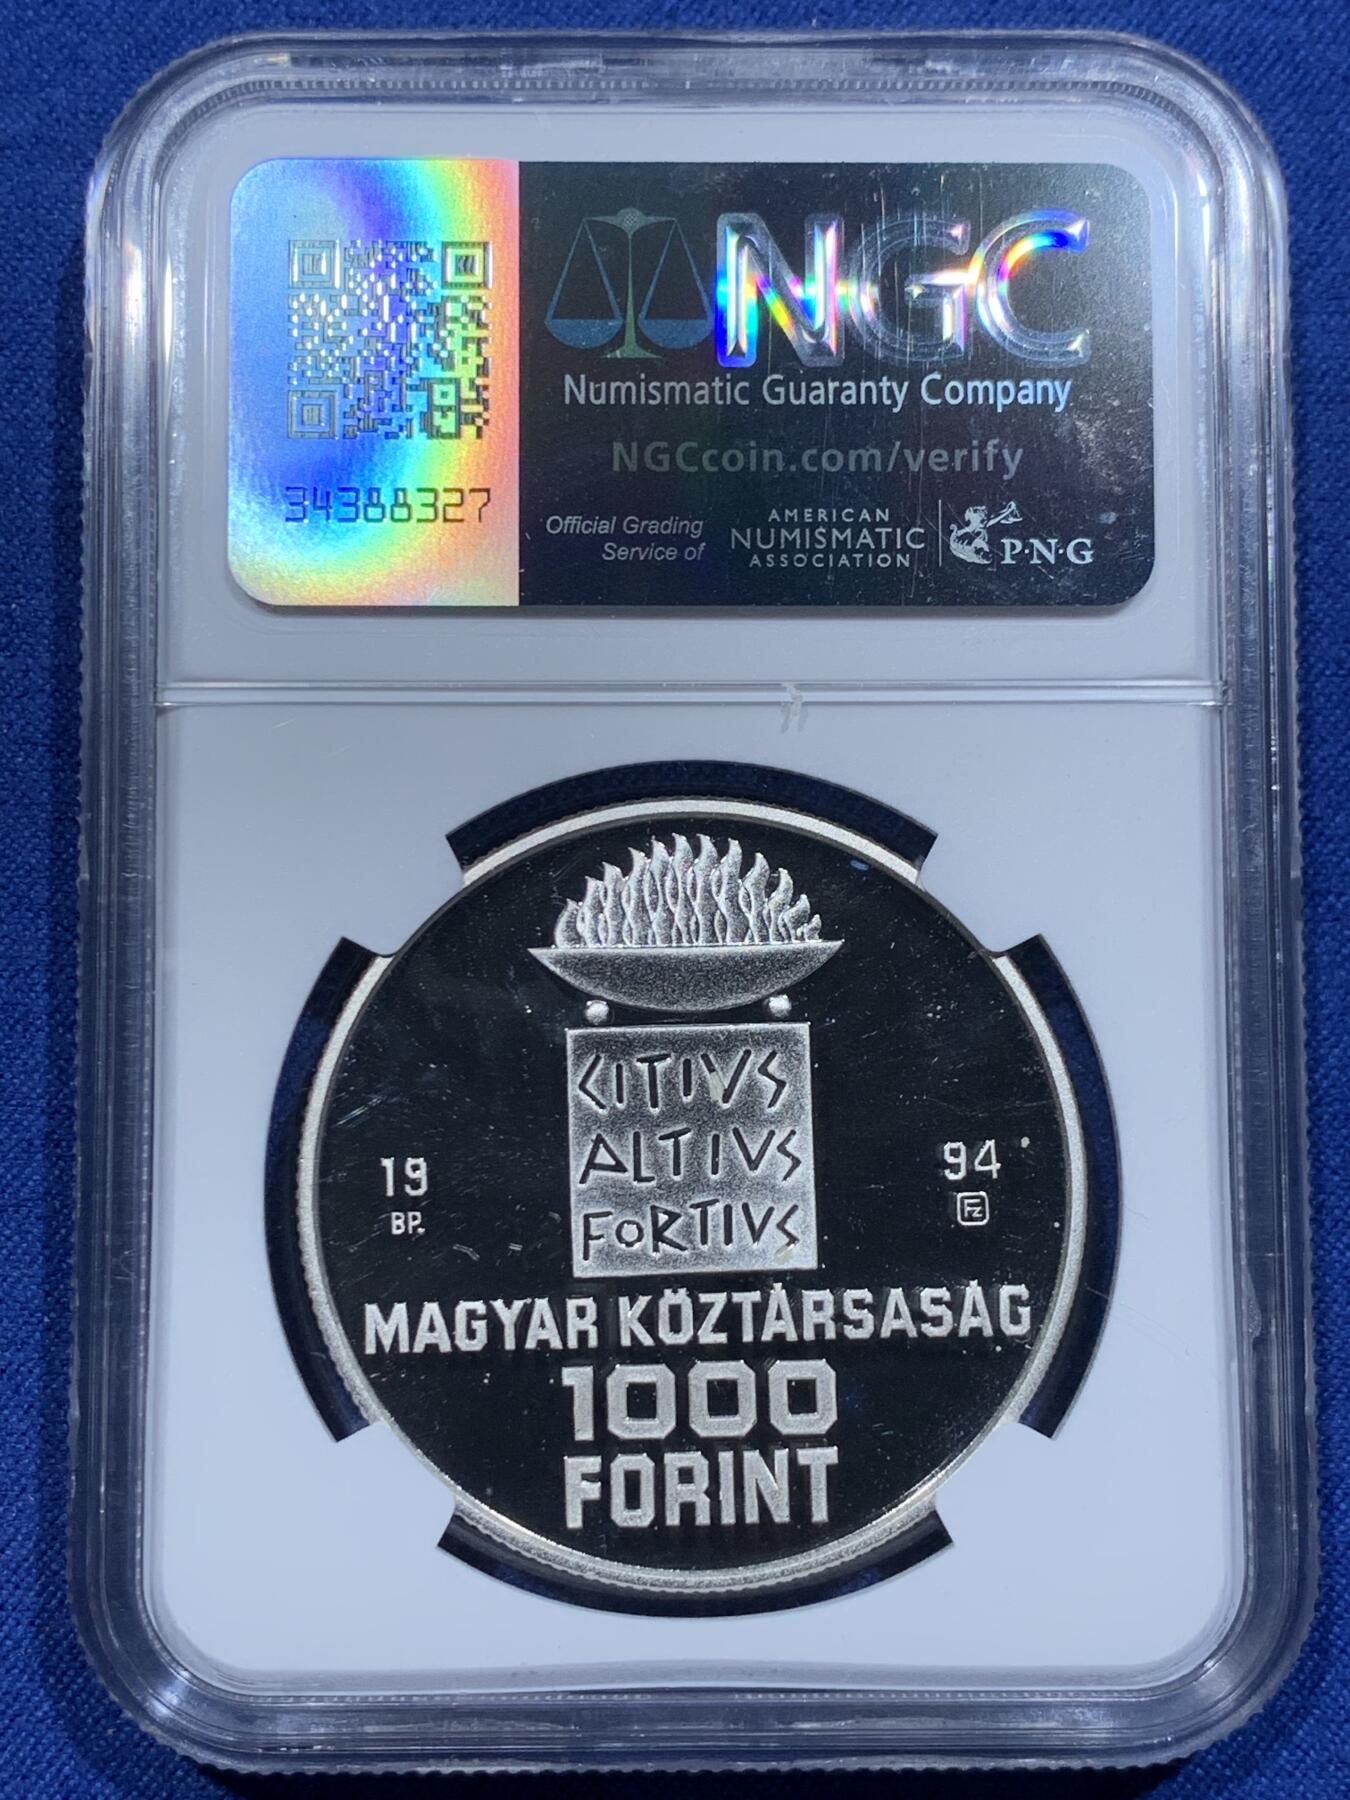 NGC
Numismatic Guaranty Company
NGCcoin.com/verify
34388327
Official Grading
Service of
AMERICAN
NUMISMATIC
ASSOCIATION
P·N·G
CITIVS
ALTIVS
FORTIVS
19 94
BP. FZ
MAGYAR KÖZTÁRSASÁG
1000
FORINT